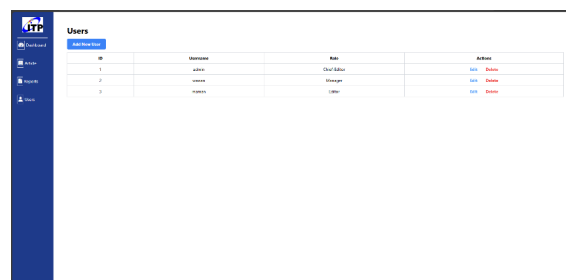 JTP
Users
Add New User
Dashboard
Article
Reports
Users
ID Username Role Actions
1 admin Chief Editor Edit Delete
2 Manager Edit Delete
3 Editor Edit Delete